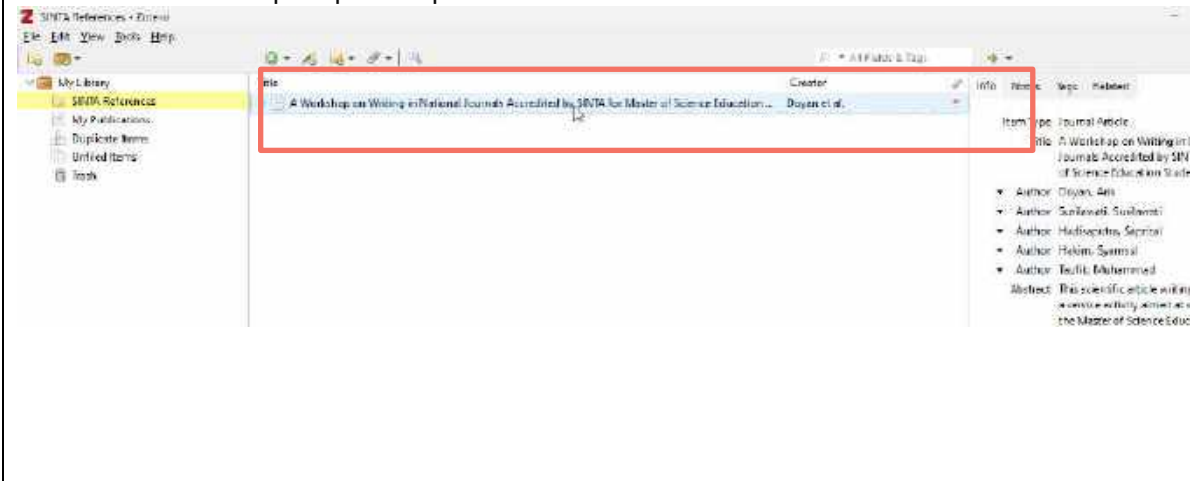 SINTA References - Zotero
File Edit View Tools Help
All Fields & Tags
My Library
SINTA References
My Publications
Duplicate Items
Unfiled Items
Trash
Title Creator
A Workshop on Writing in National Journals Accredited by SINTA for Master of Science Education ... Doyan et al.
Info Notes Tags Related
Item Type Journal Article
Title A Workshop on Writing in
Journals Accredited by SIN
of Science Education Stude
Author Doyan, Aris
Author Susilawati, Susilawati
Author Hadisaputra, Saprizal
Author Hakim, Syamsul
Author Taufik, Muhammad
Abstract This scientific article writing
a service activity aimed at
the Master of Science Educ